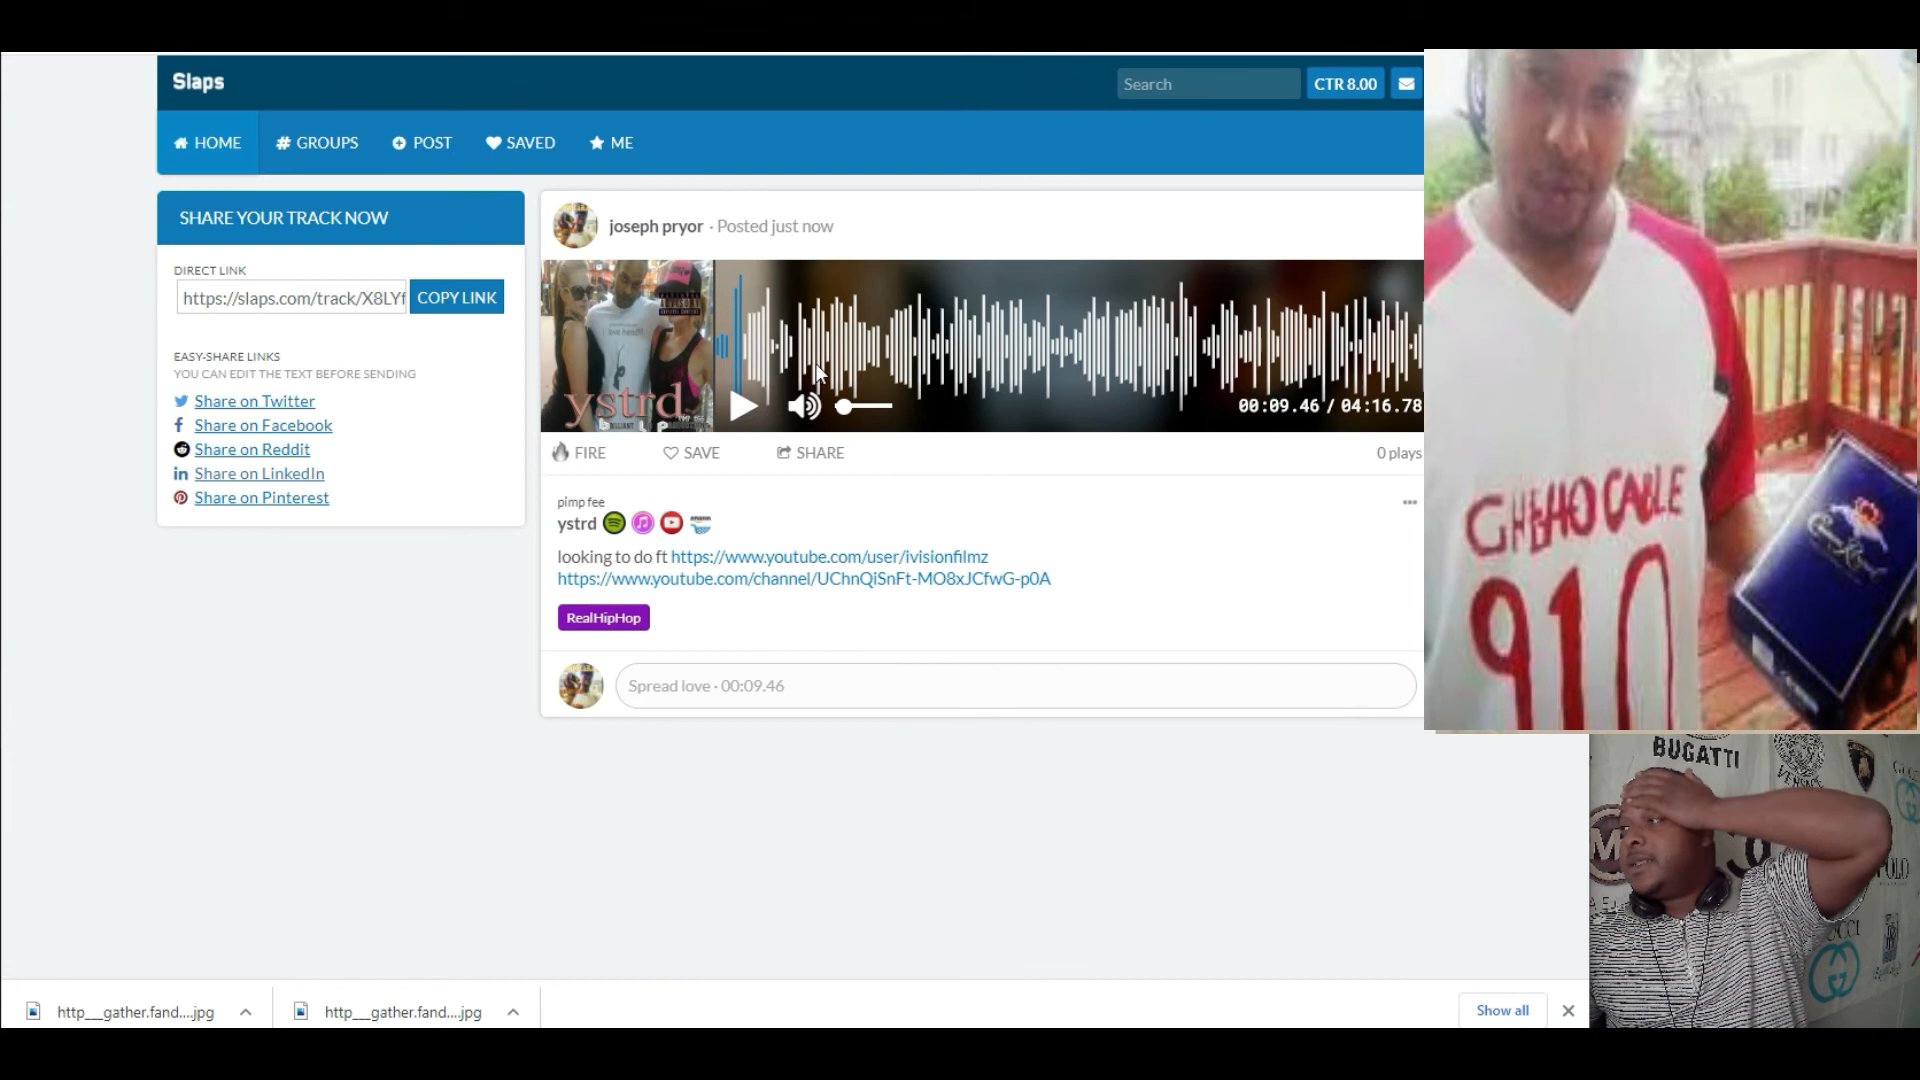 Slaps
Search
CTR 8.00
HOME
GROUPS
POST
SAVED
ME
SHARE YOUR TRACK NOW
DIRECT LINK
https://slaps.com/track/X8LYf
COPY LINK
EASY-SHARE LINKS
YOU CAN EDIT THE TEXT BEFORE SENDING
Share on Twitter
Share on Facebook
Share on Reddit
Share on LinkedIn
Share on Pinterest
joseph pryor · Posted just now
ystrd
00:09.46 / 04:16.78
FIRE
SAVE
SHARE
0 plays
pimp fee
ystrd
looking to do ft https://www.youtube.com/user/ivisionfilmz
https://www.youtube.com/channel/UChnQiSnFt-MO8xJCfwG-p0A
RealHipHop
Spread love · 00:09.46
910
BUGATTI
http___gather.fand....jpg
http___gather.fand....jpg
Show all